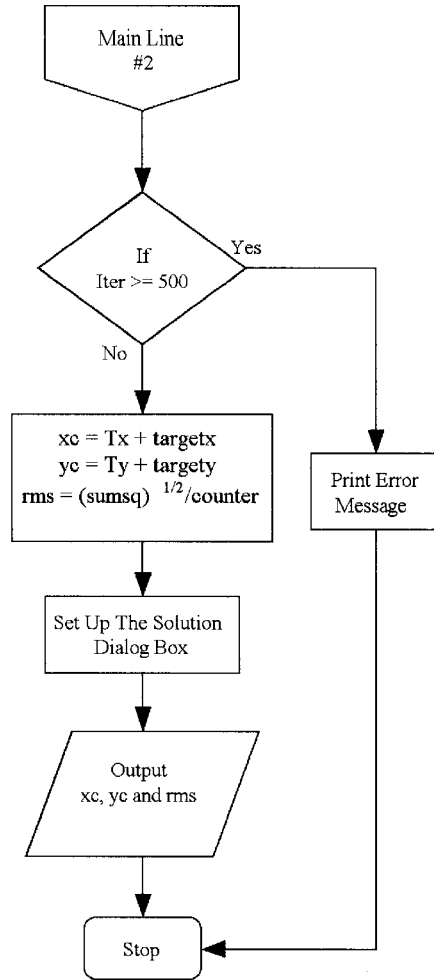 Main Line
#2
If
Iter >= 500
Yes
No
xc = Tx + targetx
yc = Ty + targety
rms = (sumsq) 1/2/counter
Print Error
Message
Set Up The Solution
Dialog Box
Output
xc, yc and rms
Stop